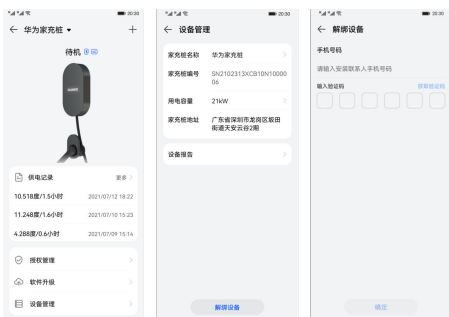 20:30
华为家充桩
待机
供电记录
更多
10.518度/1.5小时
2021/07/12 18:22
11.248度/1.6小时
2021/07/10 15:23
4.288度/0.6小时
2021/07/09 15:14
授权管理
软件升级
设备管理
20:30
设备管理
家充桩名称
华为家充桩
家充桩编号
SN2102313XCB10N10000
06
用电容量
21kW
家充桩地址
广东省深圳市龙岗区坂田
街道天安云谷2期
设备报告
解绑设备
20:30
解绑设备
手机号码
请输入安装联系人手机号码
输入验证码
获取验证码
确定